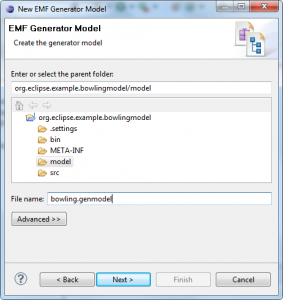 New EMF Generator Model
EMF Generator Model
Create the generator model
Enter or select the parent folder:
org.eclipse.example.bowlingmodel/model
org.eclipse.example.bowlingmodel
.settings
bin
META-INF
model
src
File name: bowling.genmodel
Advanced >>
? < Back Next > Finish Cancel